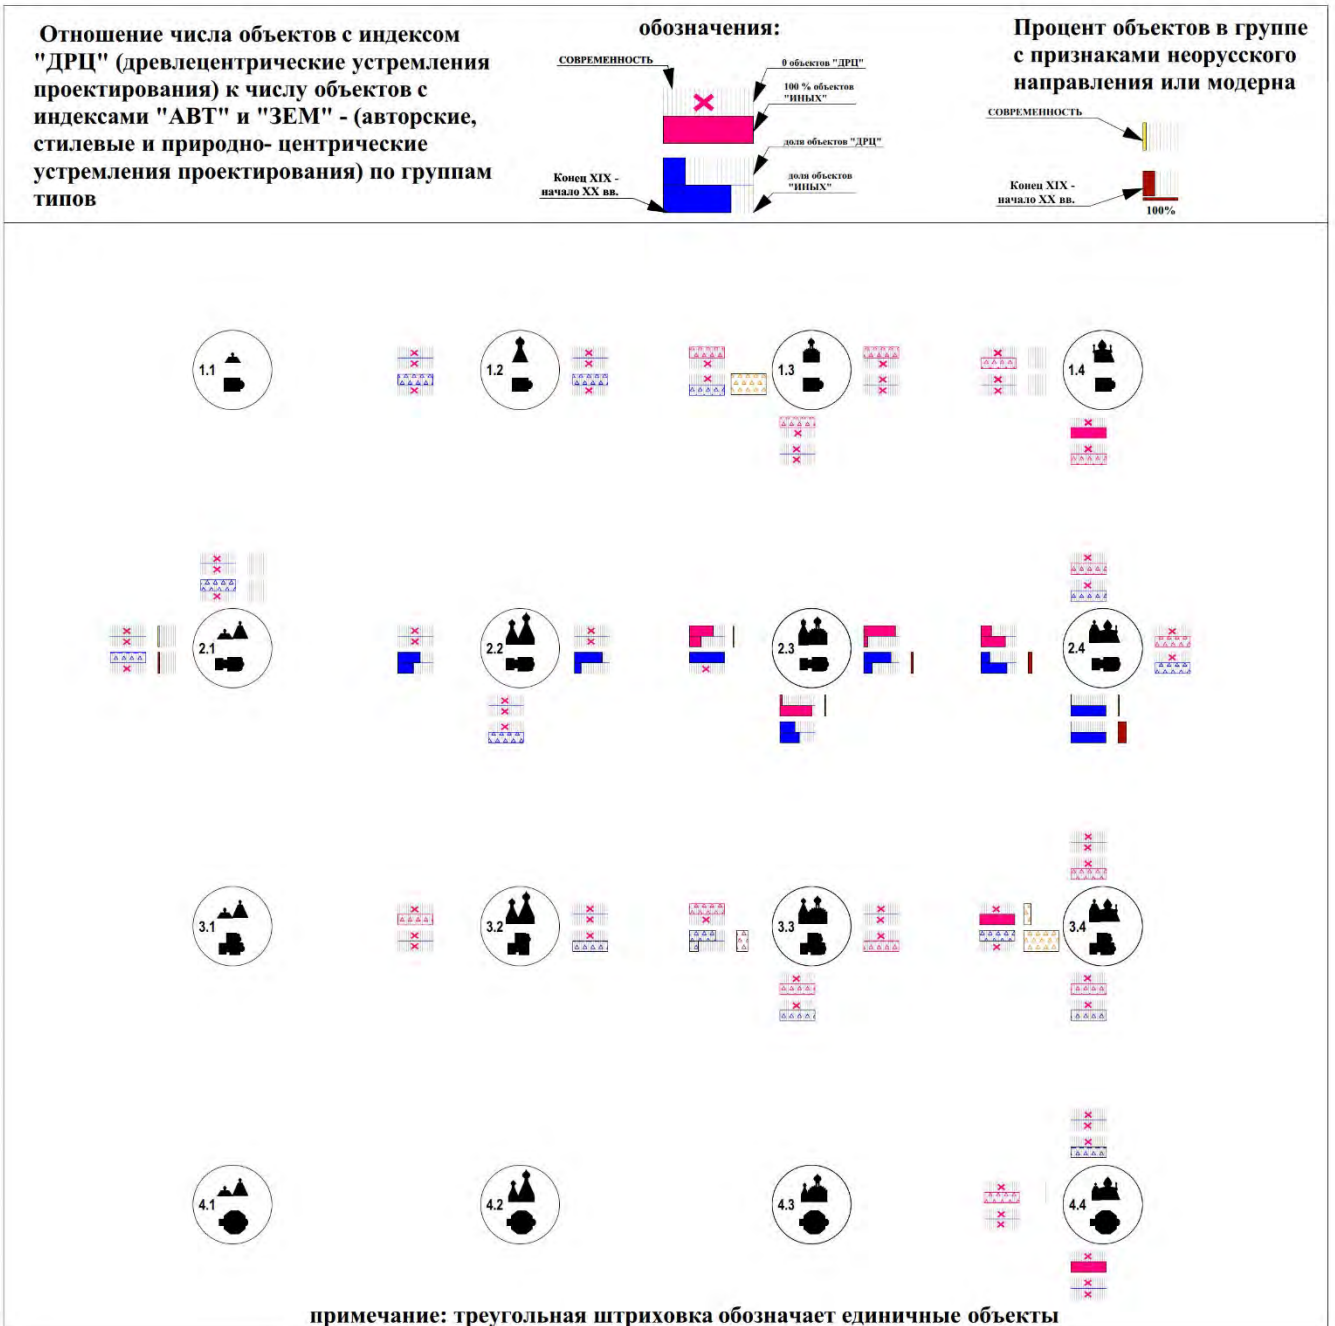 Отношение числа объектов с индексом
"ДРЦ" (древлецентрические устремления
проектирования) к числу объектов с
индексами "АВТ" и "ЗЕМ" - (авторские,
стилевые и природно- центрические
устремления проектирования) по группам
типов
обозначения:
СОВРЕМЕННОСТЬ
0 объектов "ДРЦ"
100 % объектов
"ИНЫХ"
доля объектов "ДРЦ"
Конец XIX -
начало XX вв.
доля объектов
"ИНЫХ"
Процент объектов в группе
с признаками неорусского
направления или модерна
СОВРЕМЕННОСТЬ
Конец XIX -
начало XX вв.
100%
1.1
1.2
1.3
1.4
2.1
2.2
2.3
2.4
3.1
3.2
3.3
3.4
4.1
4.2
4.3
4.4
примечание: треугольная штриховка обозначает единичные объекты